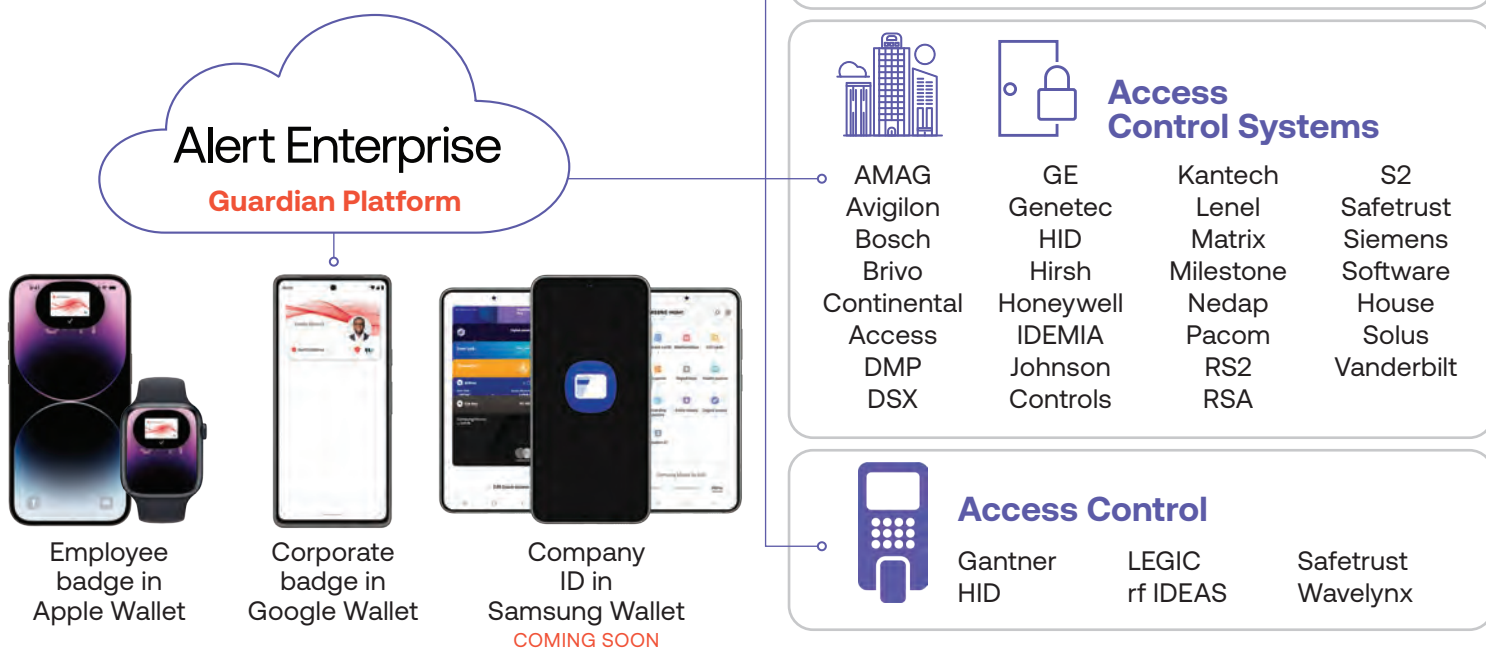 Alert Enterprise
Guardian Platform
Employee
badge in
Apple Wallet
Corporate
badge in
Google Wallet
Company
ID in
Samsung Wallet
COMING SOON
Access
Control Systems
AMAG
Avigilon
Bosch
Brivo
Continental
Access
DMP
DSX
GE
Genetec
HID
Hirsh
Honeywell
IDEMIA
Johnson
Controls
Kantech
Lenel
Matrix
Milestone
Nedap
Pacom
RS2
RSA
S2
Safetrust
Siemens
Software
House
Solus
Vanderbilt
Access Control
Gantner
HID
LEGIC
rf IDEAS
Safetrust
Wavelynx